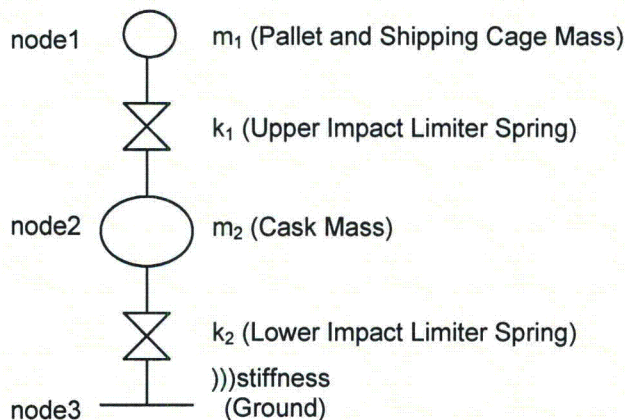 node1 m₁ (Pallet and Shipping Cage Mass)
k₁ (Upper Impact Limiter Spring)
node2 m₂ (Cask Mass)
k₂ (Lower Impact Limiter Spring)
)))stiffness
node3 (Ground)